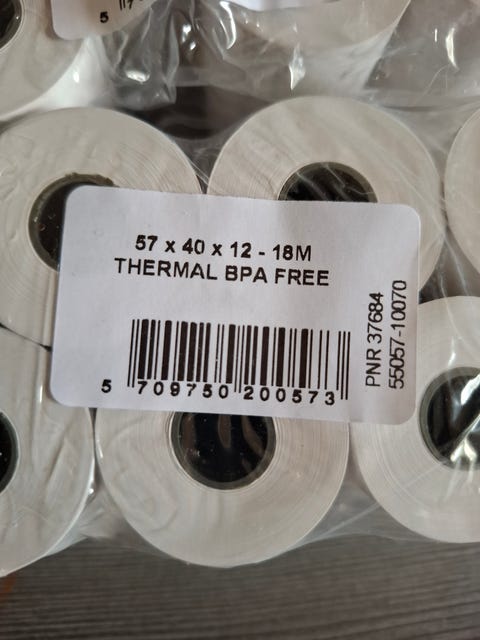 57 x 40 x 12 - 18M
THERMAL BPA FREE
5 709750 200573
PNR 37684
55057-10070